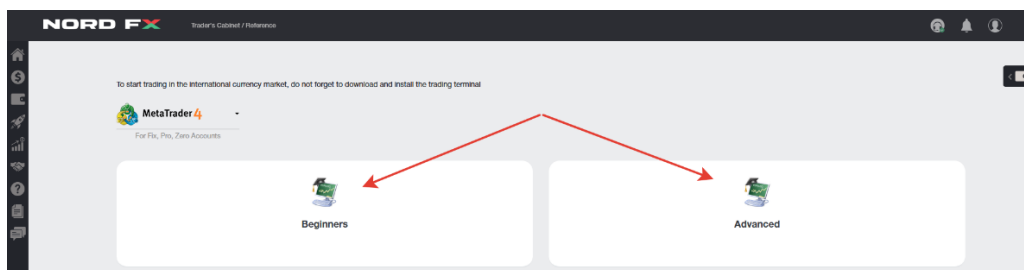 NORD FX
Trader's Cabinet / Reference
To start trading in the international currency market, do not forget to download and install the trading terminal
MetaTrader 4
For Fix, Pro, Zero Accounts
Beginners
Advanced